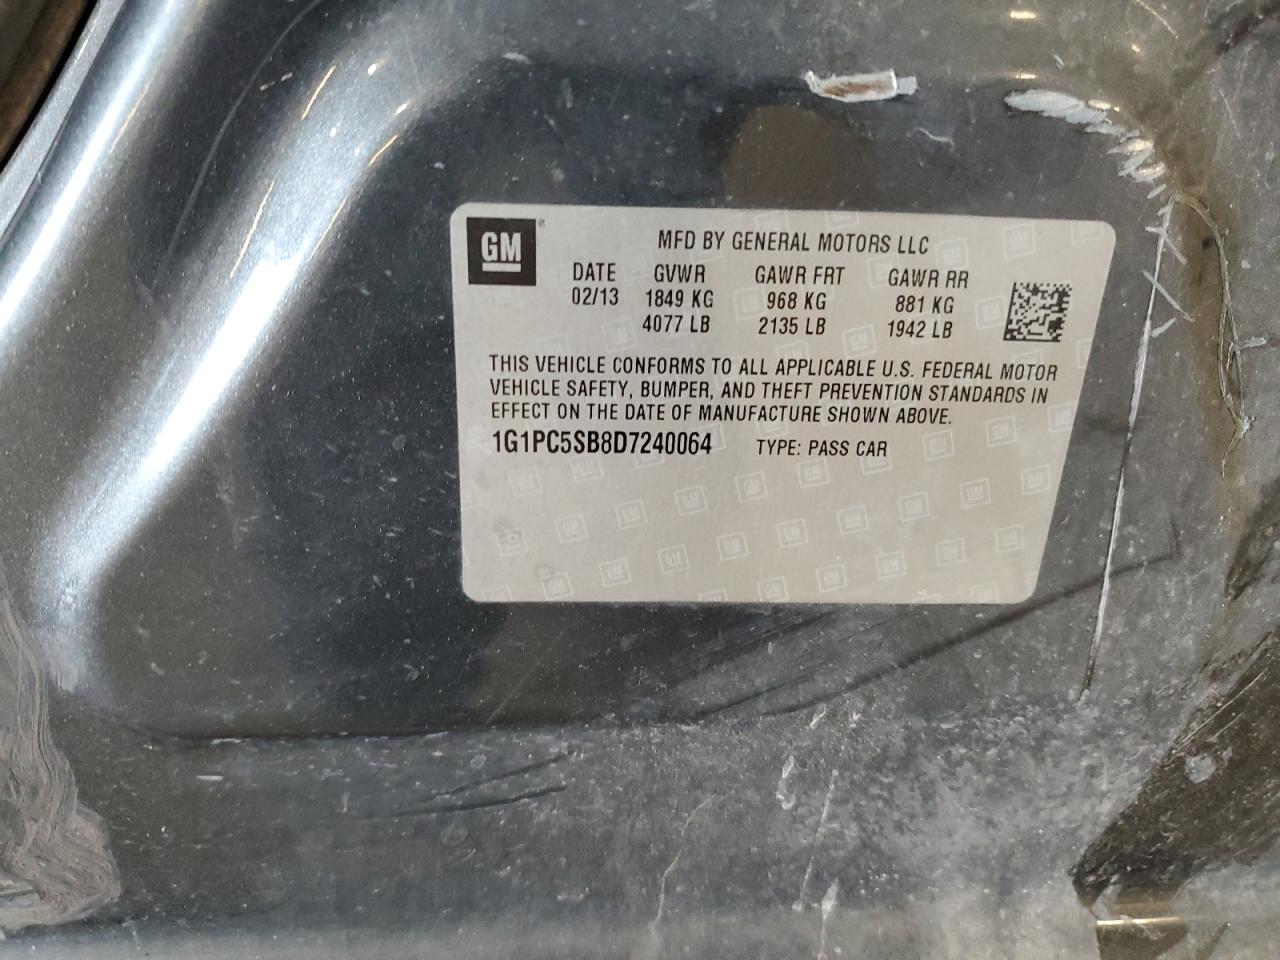 GM
MFD BY GENERAL MOTORS LLC
DATE GVWR GAWR FRT GAWR RR
02/13 1849 KG 968 KG 881 KG
4077 LB 2135 LB 1942 LB
THIS VEHICLE CONFORMS TO ALL APPLICABLE U.S. FEDERAL MOTOR
VEHICLE SAFETY, BUMPER, AND THEFT PREVENTION STANDARDS IN
EFFECT ON THE DATE OF MANUFACTURE SHOWN ABOVE.
1G1PC5SB8D7240064 TYPE: PASS CAR